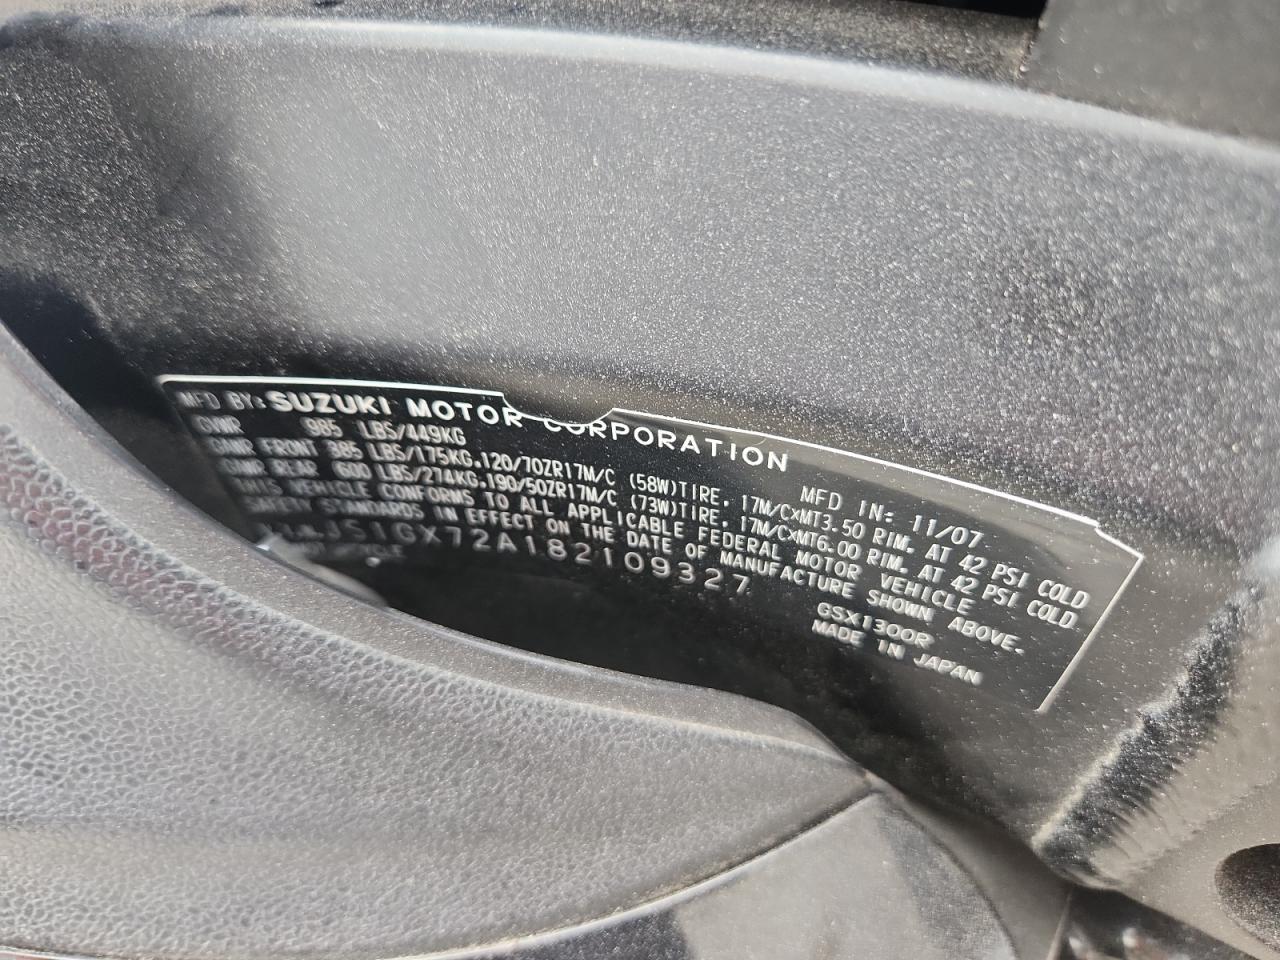 MFD BY: SUZUKI MOTOR CORPORATION
MFD IN: 11/07
GVWR 985 LBS/449KG
GAWR FRONT 385 LBS/175KG.120/70ZR17M/C (58W)TIRE. 17M/C×MT3.50 RIM. AT 42 PSI COLD
GAWR REAR 600 LBS/274KG.190/50ZR17M/C (73W)TIRE. 17M/C×MT6.00 RIM. AT 42 PSI COLD
THIS VEHICLE CONFORMS TO ALL APPLICABLE FEDERAL MOTOR VEHICLE
SAFETY STANDARDS IN EFFECT ON THE DATE OF MANUFACTURE SHOWN ABOVE.
JS1GX72A182109327
GSX1300R
MADE IN JAPAN